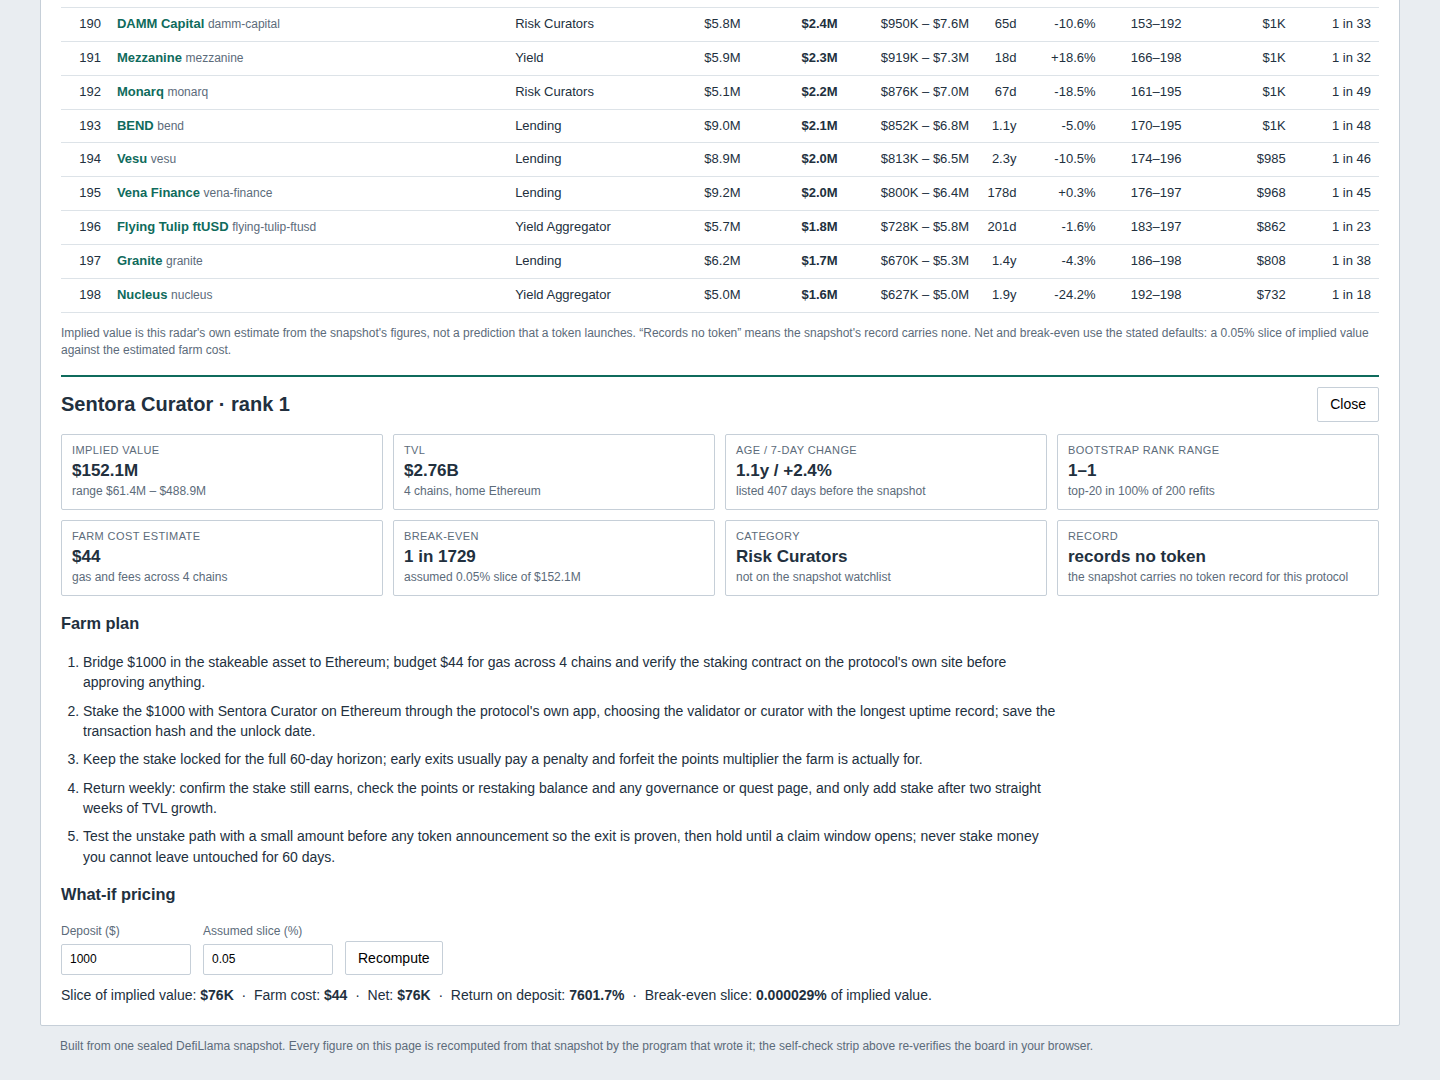 190 DAMM Capital damm-capital Risk Curators $5.8M $2.4M $950K – $7.6M 65d -10.6% 153–192 $1K 1 in 33
191 Mezzanine mezzanine Yield $5.9M $2.3M $919K – $7.3M 18d +18.6% 166–198 $1K 1 in 32
192 Monarq monarq Risk Curators $5.1M $2.2M $876K – $7.0M 67d -18.5% 161–195 $1K 1 in 49
193 BEND bend Lending $9.0M $2.1M $852K – $6.8M 1.1y -5.0% 170–195 $1K 1 in 48
194 Vesu vesu Lending $8.9M $2.0M $813K – $6.5M 2.3y -10.5% 174–196 $985 1 in 46
195 Vena Finance vena-finance Lending $9.2M $2.0M $800K – $6.4M 178d +0.3% 176–197 $968 1 in 45
196 Flying Tulip ftUSD flying-tulip-ftusd Yield Aggregator $5.7M $1.8M $728K – $5.8M 201d -1.6% 183–197 $862 1 in 23
197 Granite granite Lending $6.2M $1.7M $670K – $5.3M 1.4y -4.3% 186–198 $808 1 in 38
198 Nucleus nucleus Yield Aggregator $5.0M $1.6M $627K – $5.0M 1.9y -24.2% 192–198 $732 1 in 18
Implied value is this radar's own estimate from the snapshot's figures, not a prediction that a token launches. “Records no token” means the snapshot's record carries none. Net and break-even use the stated defaults: a 0.05% slice of implied value
against the estimated farm cost.
Sentora Curator · rank 1
Close
IMPLIED VALUE
$152.1M
range $61.4M – $488.9M
TVL
$2.76B
4 chains, home Ethereum
AGE / 7-DAY CHANGE
1.1y / +2.4%
listed 407 days before the snapshot
BOOTSTRAP RANK RANGE
1–1
top-20 in 100% of 200 refits
FARM COST ESTIMATE
$44
gas and fees across 4 chains
BREAK-EVEN
1 in 1729
assumed 0.05% slice of $152.1M
CATEGORY
Risk Curators
not on the snapshot watchlist
RECORD
records no token
the snapshot carries no token record for this protocol
Farm plan
1. Bridge $1000 in the stakeable asset to Ethereum; budget $44 for gas across 4 chains and verify the staking contract on the protocol's own site before
approving anything.
2. Stake the $1000 with Sentora Curator on Ethereum through the protocol's own app, choosing the validator or curator with the longest uptime record; save the
transaction hash and the unlock date.
3. Keep the stake locked for the full 60-day horizon; early exits usually pay a penalty and forfeit the points multiplier the farm is actually for.
4. Return weekly: confirm the stake still earns, check the points or restaking balance and any governance or quest page, and only add stake after two straight
weeks of TVL growth.
5. Test the unstake path with a small amount before any token announcement so the exit is proven, then hold until a claim window opens; never stake money
you cannot leave untouched for 60 days.
What-if pricing
Deposit ($) Assumed slice (%)
1000 0.05 Recompute
Slice of implied value: $76K · Farm cost: $44 · Net: $76K · Return on deposit: 7601.7% · Break-even slice: 0.000029% of implied value.
Built from one sealed DefiLlama snapshot. Every figure on this page is recomputed from that snapshot by the program that wrote it; the self-check strip above re-verifies the board in your browser.